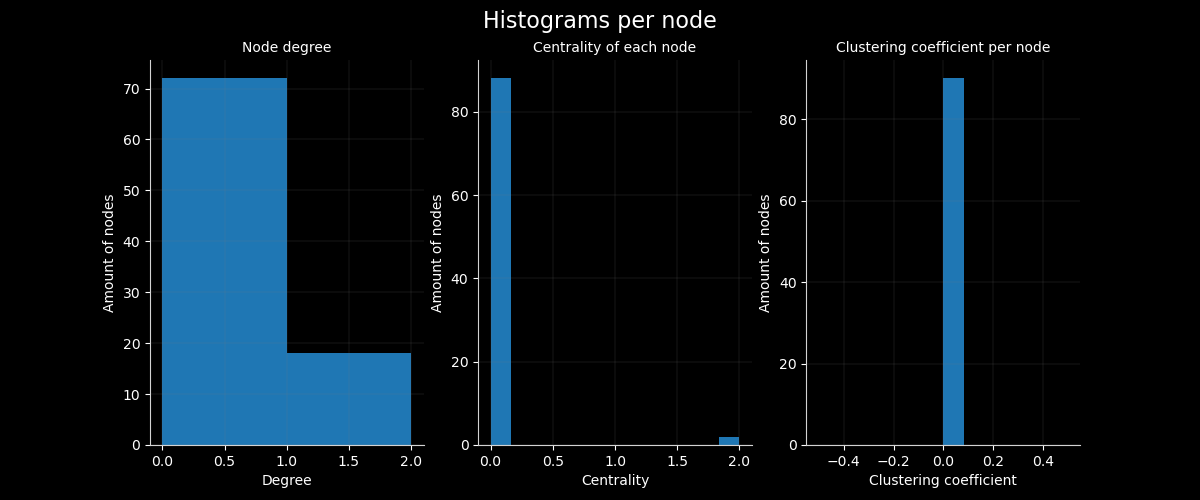 Histograms per node
Node degree
Centrality of each node
Clustering coefficient per node
Amount of nodes
70
60
50
40
30
20
10
0
0.0 0.5 1.0 1.5 2.0
Degree
Amount of nodes
80
60
40
20
0
0.0 0.5 1.0 1.5 2.0
Centrality
Amount of nodes
80
60
40
20
0
−0.4 −0.2 0.0 0.2 0.4
Clustering coefficient